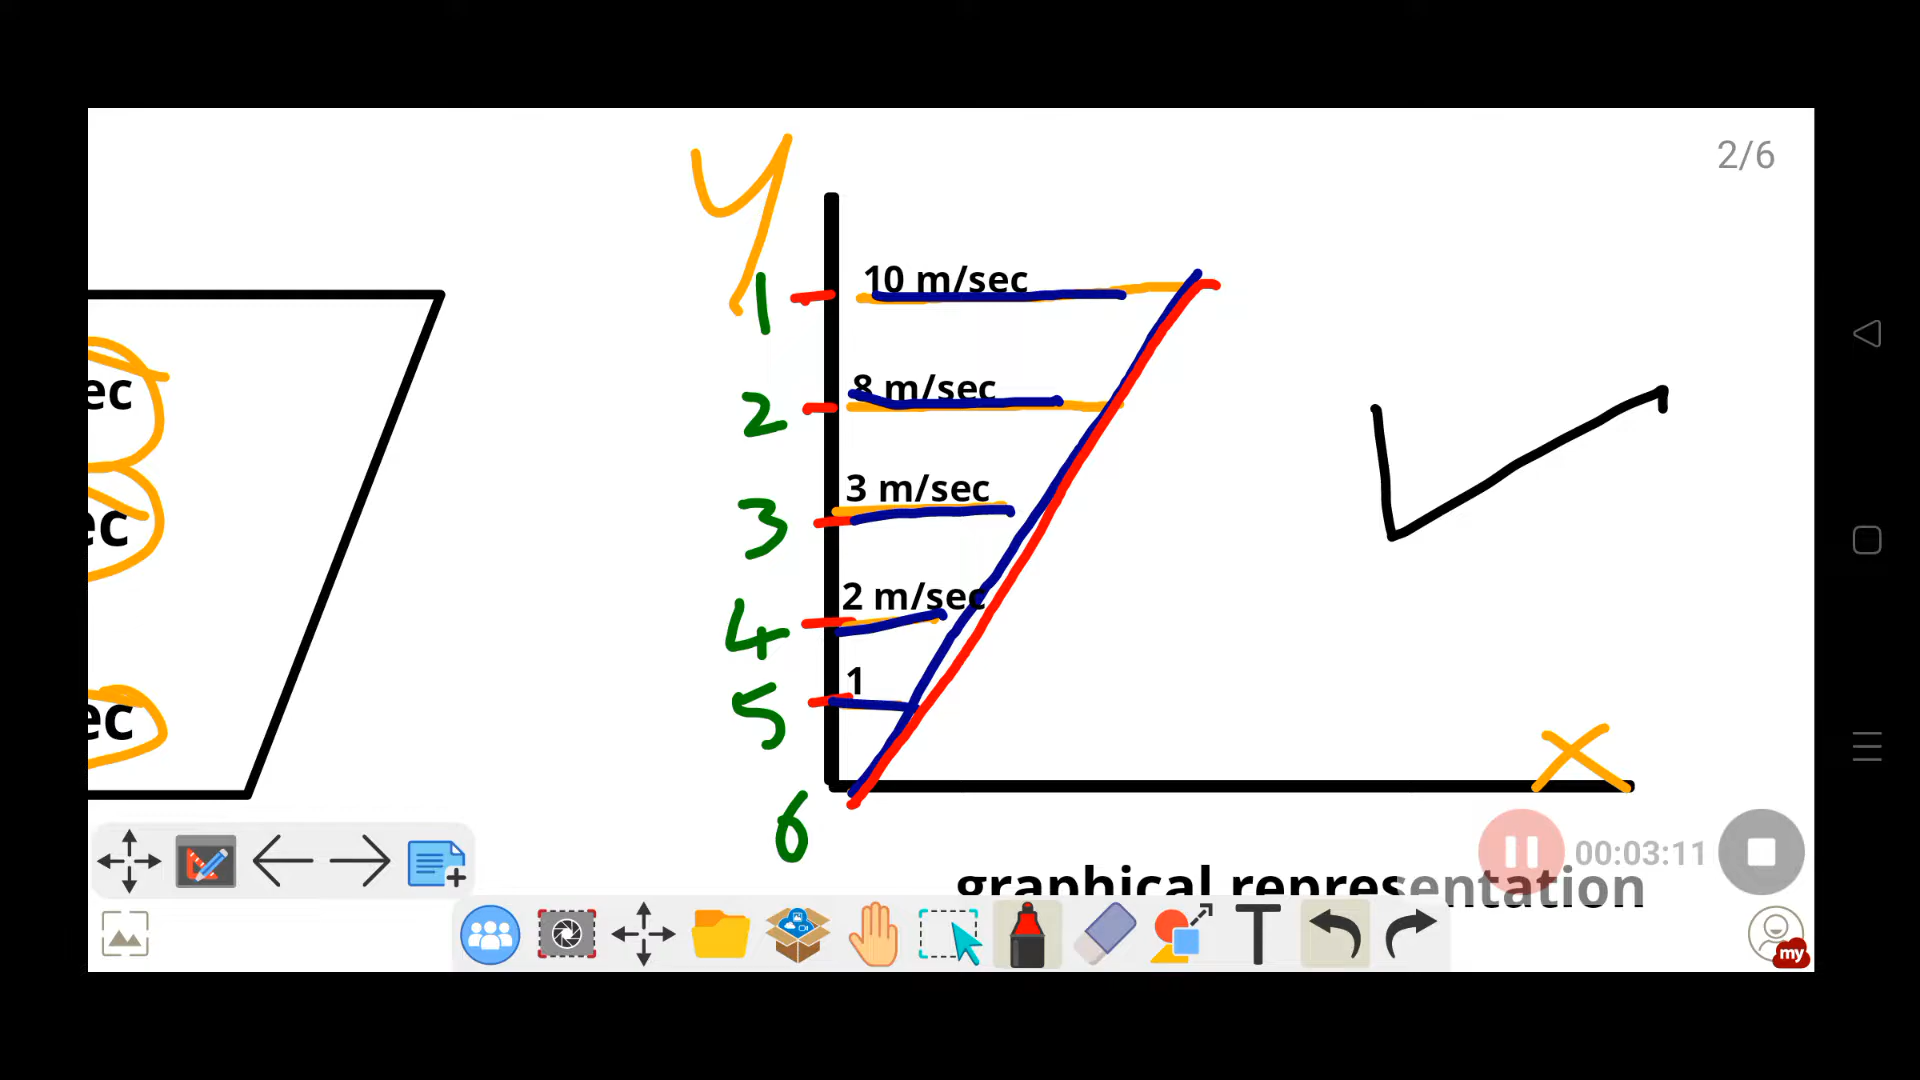 2/6
Y
1 10 m/sec
ec
2 8 m/sec
3 3 m/sec
ec
4 2 m/sec
1
5
ec
X
6
00:03:11
graphical representation
T
my